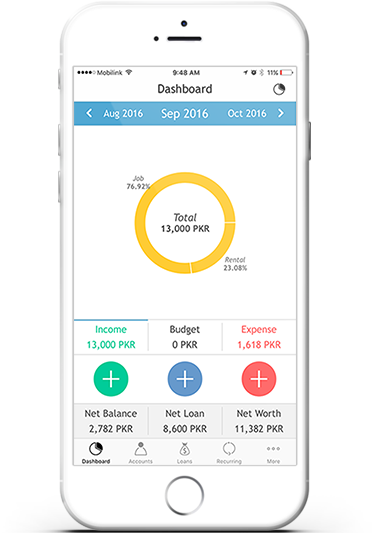 Mobilink 9:48 AM 11%
Dashboard
Aug 2016 Sep 2016 Oct 2016
Job
76.92%
Total
13,000 PKR
Rental
23.08%
Income Budget Expense
13,000 PKR 0 PKR 1,618 PKR
Net Balance Net Loan Net Worth
2,782 PKR 8,600 PKR 11,382 PKR
Dashboard Accounts Loans Recurring More